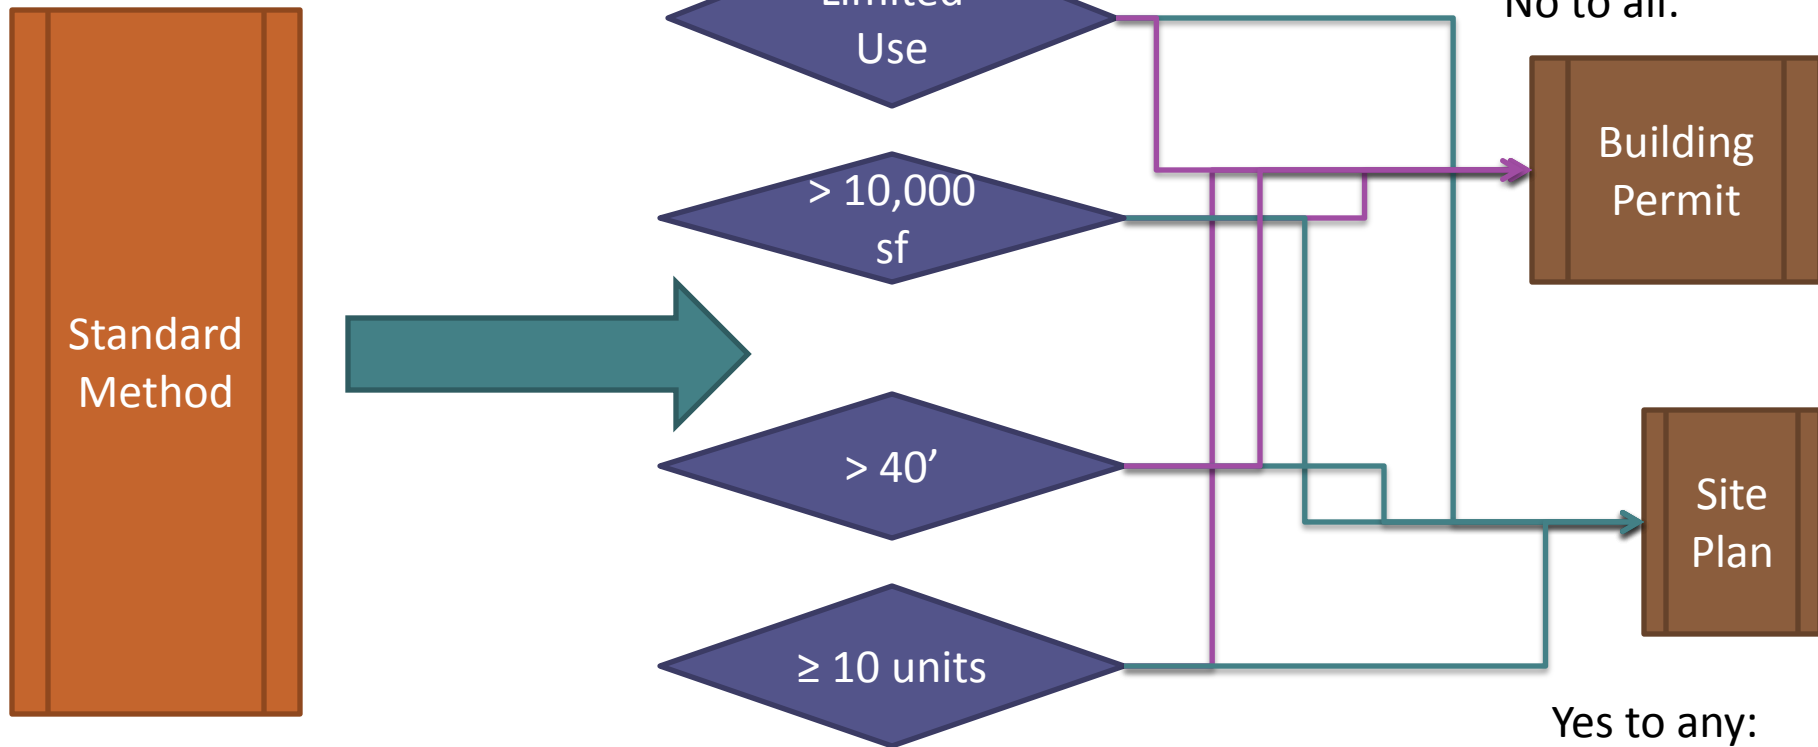 Limited
Use
No to all:
Building
Permit
> 10,000
sf
Standard
Method
> 40’
Site
Plan
≥ 10 units
Yes to any: